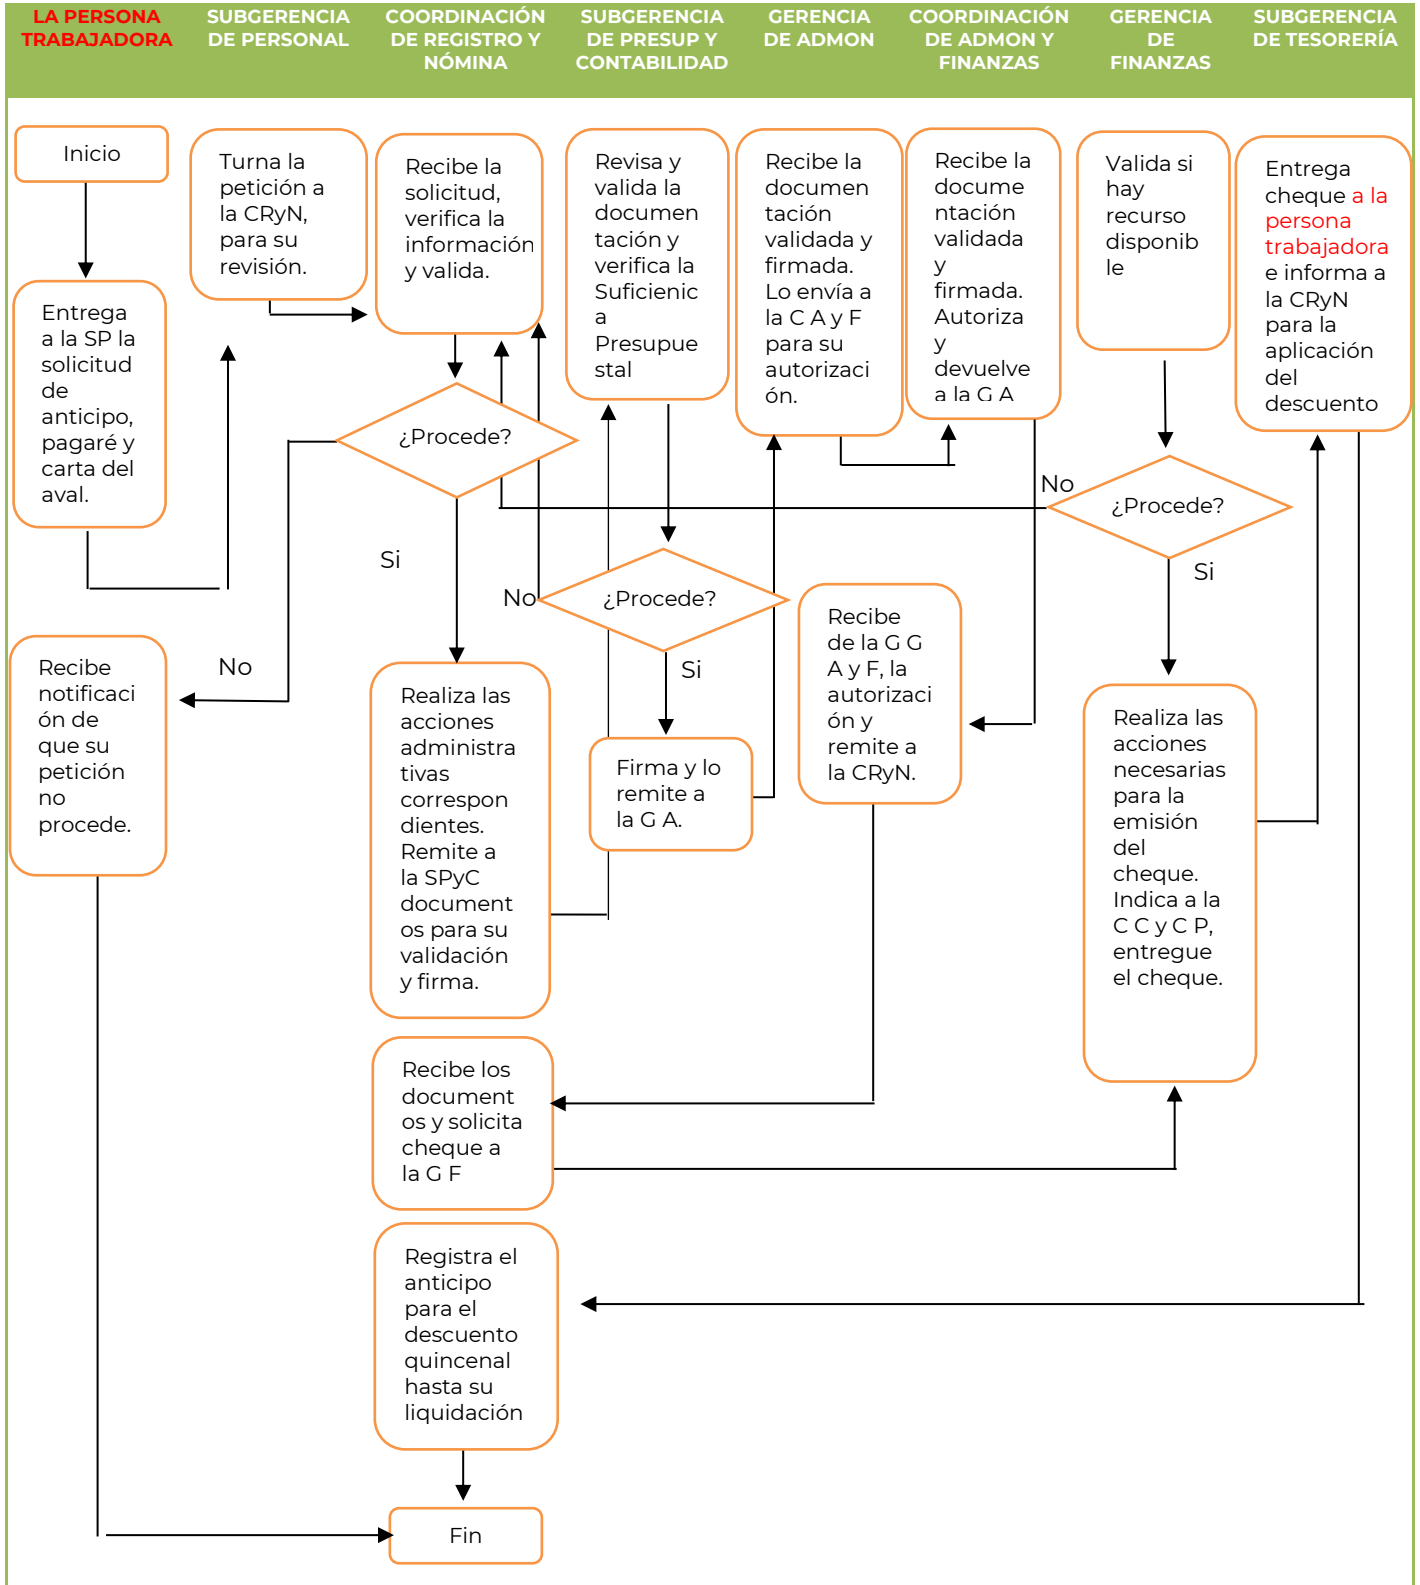 LA PERSONA
TRABAJADORA
SUBGERENCIA
DE PERSONAL
COORDINACIÓN
DE REGISTRO Y
NÓMINA
SUBGERENCIA
DE PRESUP Y
CONTABILIDAD
GERENCIA
DE ADMON
COORDINACIÓN
DE ADMON Y
FINANZAS
GERENCIA
DE
FINANZAS
SUBGERENCIA
DE TESORERÍA
Inicio
Entrega
a la SP la
solicitud
de
anticipo,
pagaré y
carta del
aval.
Turna la
petición a
la CRyN,
para su
revisión.
Recibe la
solicitud,
verifica la
información
y valida.
¿Procede?
No
Si
Recibe
notificaci
ón de
que su
petición
no
procede.
Realiza las
acciones
administra
tivas
correspon
dientes.
Remite a
la SPyC
document
os para su
validación
y firma.
Revisa y
valida la
documen
tación y
verifica la
Suficienic
a
Presupue
stal
¿Procede?
No
Si
Firma y lo
remite a
la G A.
Recibe la
documen
tación
validada y
firmada.
Lo envía a
la C A y F
para su
autorizaci
ón.
Recibe la
docume
ntación
validada
y
firmada.
Autoriza
y
devuelve
a la G A
Recibe
de la G G
A y F, la
autorizaci
ón y
remite a
la CRyN.
Recibe los
document
os y solicita
cheque a
la G F
Valida si
hay
recurso
disponib
le
¿Procede?
No
Si
Realiza las
acciones
necesarias
para la
emisión
del
cheque.
Indica a la
C C y C P,
entregue
el cheque.
Entrega
cheque a la
persona
trabajadora
e informa a
la CRyN
para la
aplicación
del
descuento
Registra el
anticipo
para el
descuento
quincenal
hasta su
liquidación
Fin